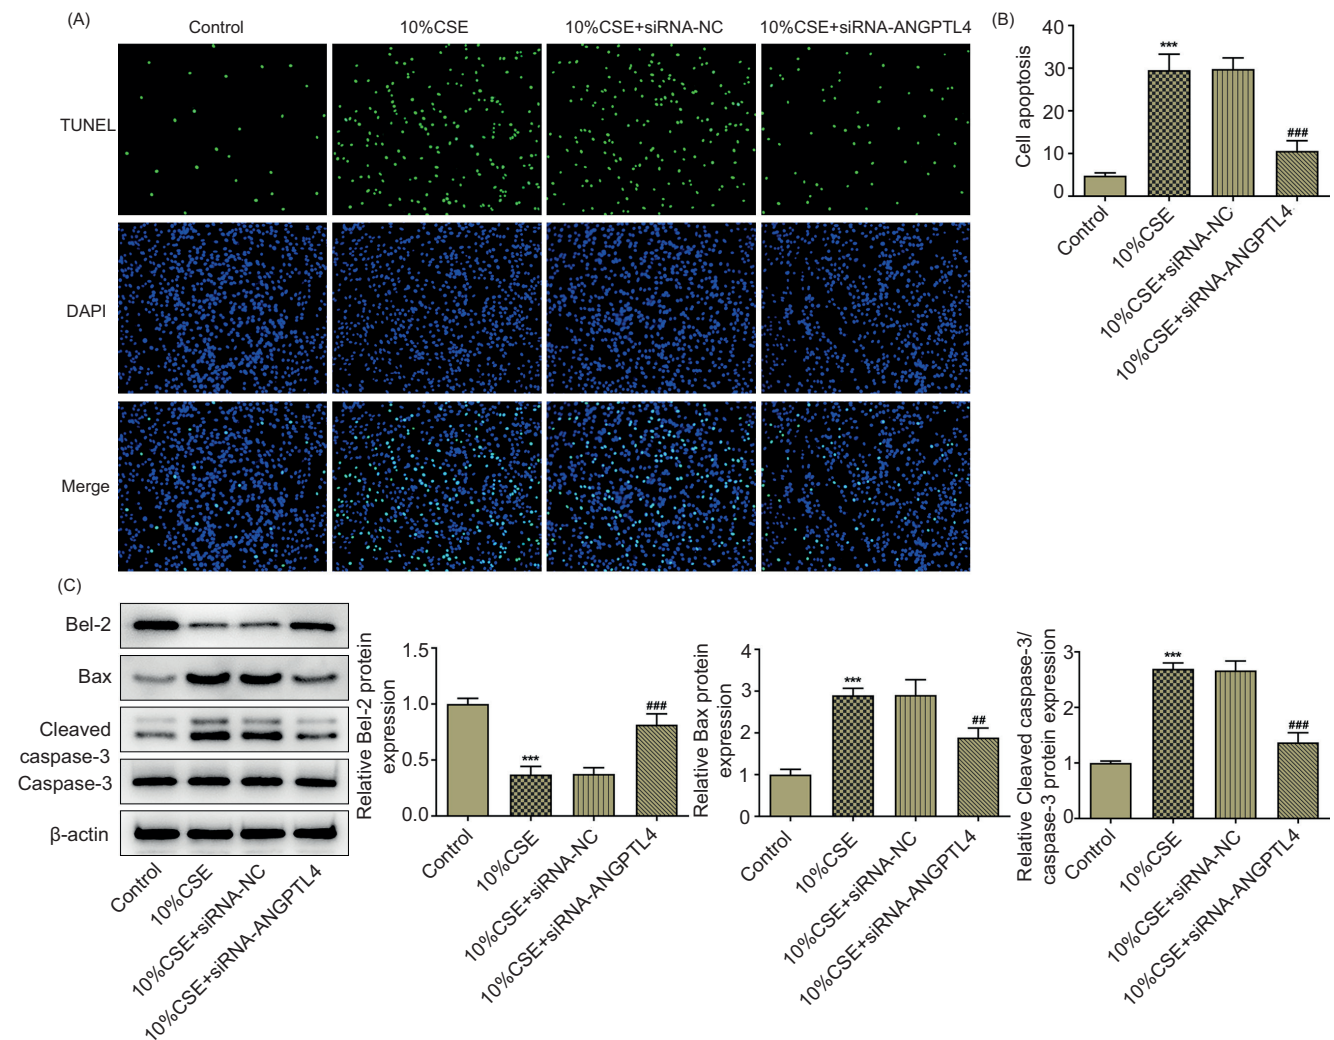 (A)
Control
10%CSE
10%CSE+siRNA-NC
10%CSE+siRNA-ANGPTL4
TUNEL
DAPI
Merge
(B)
Cell apoptosis
40
30
20
10
0
***
###
Control
10%CSE
10%CSE+siRNA-NC
10%CSE+siRNA-ANGPTL4
(C)
Bel-2
Bax
Cleaved
caspase-3
Caspase-3
β-actin
Control
10%CSE
10%CSE+siRNA-NC
10%CSE+siRNA-ANGPTL4
Relative Bel-2 protein
expression
1.5
1.0
0.5
0.0
***
###
Control
10%CSE
10%CSE+siRNA-NC
10%CSE+siRNA-ANGPTL4
Relative Bax protein
expression
4
3
2
1
0
***
##
Control
10%CSE
10%CSE+siRNA-NC
10%CSE+siRNA-ANGPTL4
Relative Cleaved caspase-3/
caspase-3 protein expression
3
2
1
0
***
###
Control
10%CSE
10%CSE+siRNA-NC
10%CSE+siRNA-ANGPTL4